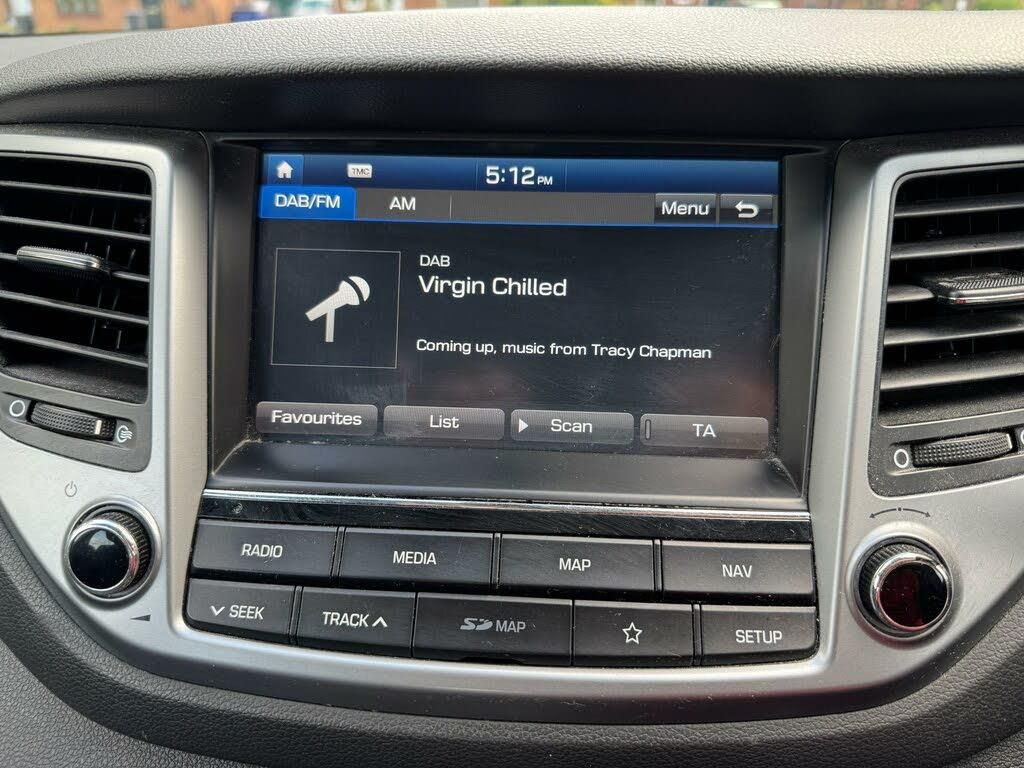 TMC
5:12 PM
DAB/FM AM Menu
DAB
Virgin Chilled
Coming up, music from Tracy Chapman
Favourites List Scan TA
RADIO MEDIA MAP NAV
SEEK TRACK SD MAP SETUP